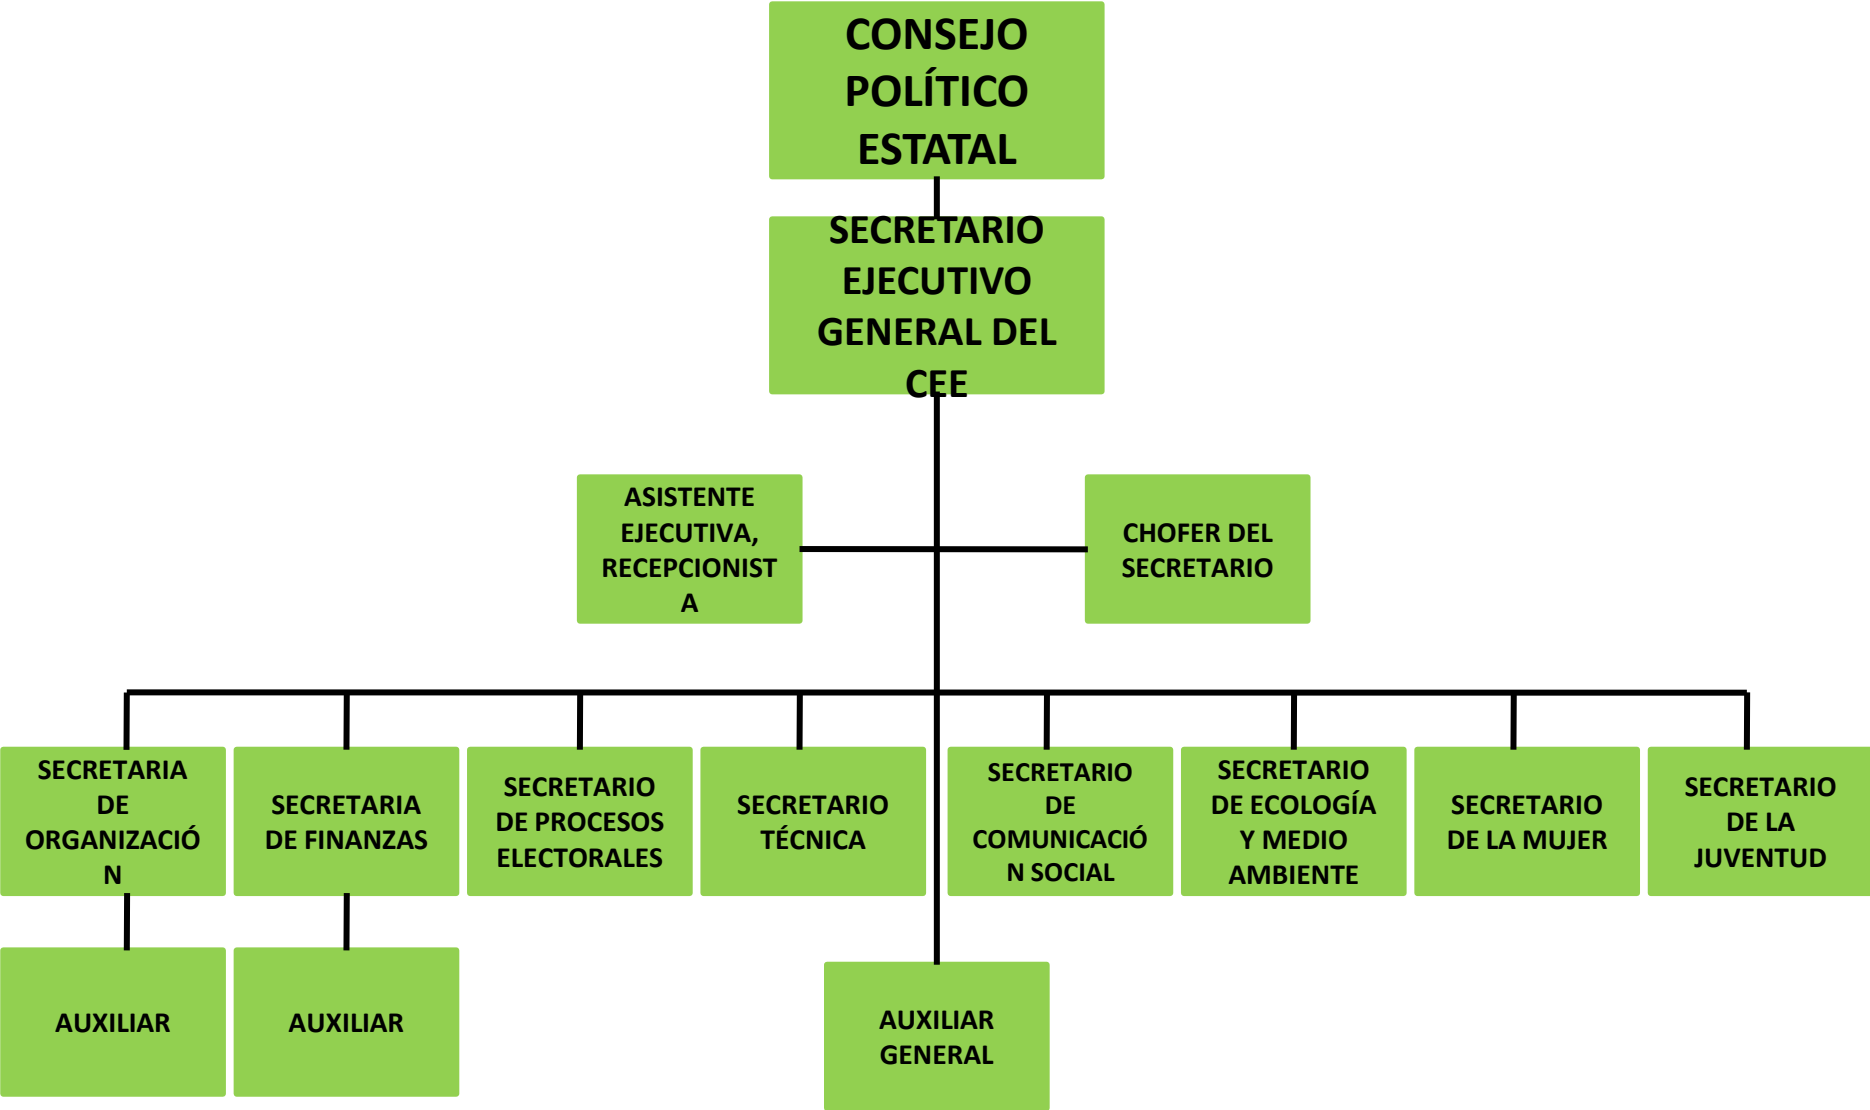 CONSEJO
POLÍTICO
ESTATAL
SECRETARIO
EJECUTIVO
GENERAL DEL
CEE
ASISTENTE
EJECUTIVA,
RECEPCIONIST
A
CHOFER DEL
SECRETARIO
SECRETARIA
DE
ORGANIZACIÓ
N
SECRETARIA
DE FINANZAS
SECRETARIO
DE PROCESOS
ELECTORALES
SECRETARIO
TÉCNICA
SECRETARIO
DE
COMUNICACIÓ
N SOCIAL
SECRETARIO
DE ECOLOGÍA
Y MEDIO
AMBIENTE
SECRETARIO
DE LA MUJER
SECRETARIO
DE LA
JUVENTUD
AUXILIAR
AUXILIAR
AUXILIAR
GENERAL